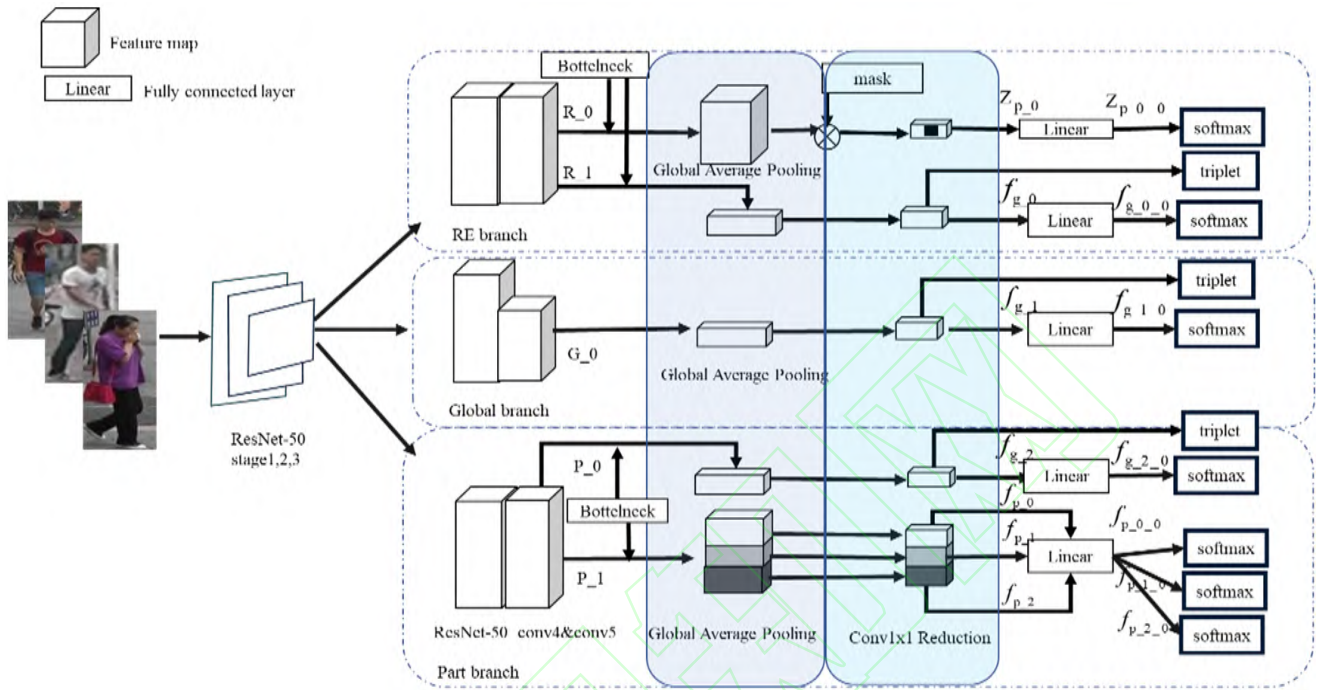 Feature map
Linear
Fully connected layer
Bottelneck
mask
R_0
R_1
Global Average Pooling
Z_p_0
Linear
Z_p_0_0
softmax
triplet
f_g_0
Linear
f_g_0_0
softmax
RE branch
triplet
f_g_1
Linear
f_g_1_0
softmax
G_0
Global Average Pooling
Global branch
ResNet-50
stage1,2,3
triplet
P_0
f_g_2
Linear
f_g_2_0
softmax
Bottelneck
f_p_0
f_p_0_0
f_p_1
Linear
softmax
P_1
f_p_1_0
softmax
f_p_2
f_p_2_0
softmax
ResNet-50 conv4&conv5
Global Average Pooling
Conv1x1 Reduction
Part branch